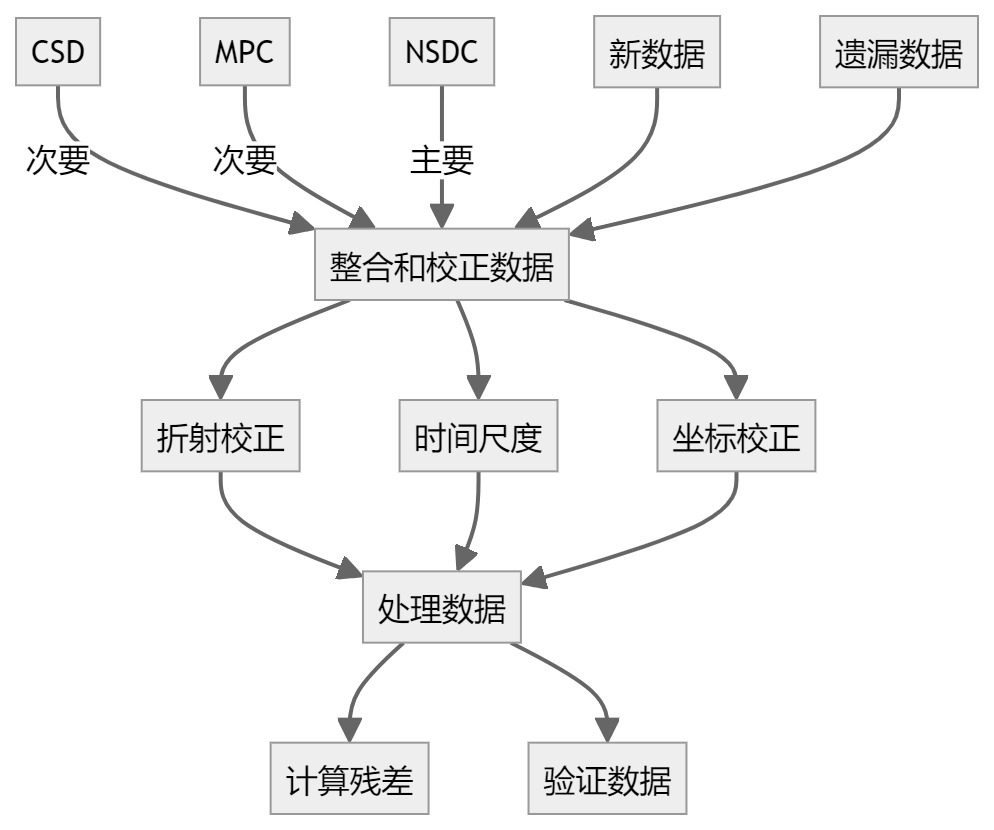 CSD
MPC
NSDC
新数据
遗漏数据
次要
次要
主要
整合和校正数据
折射校正
时间尺度
坐标校正
处理数据
计算残差
验证数据